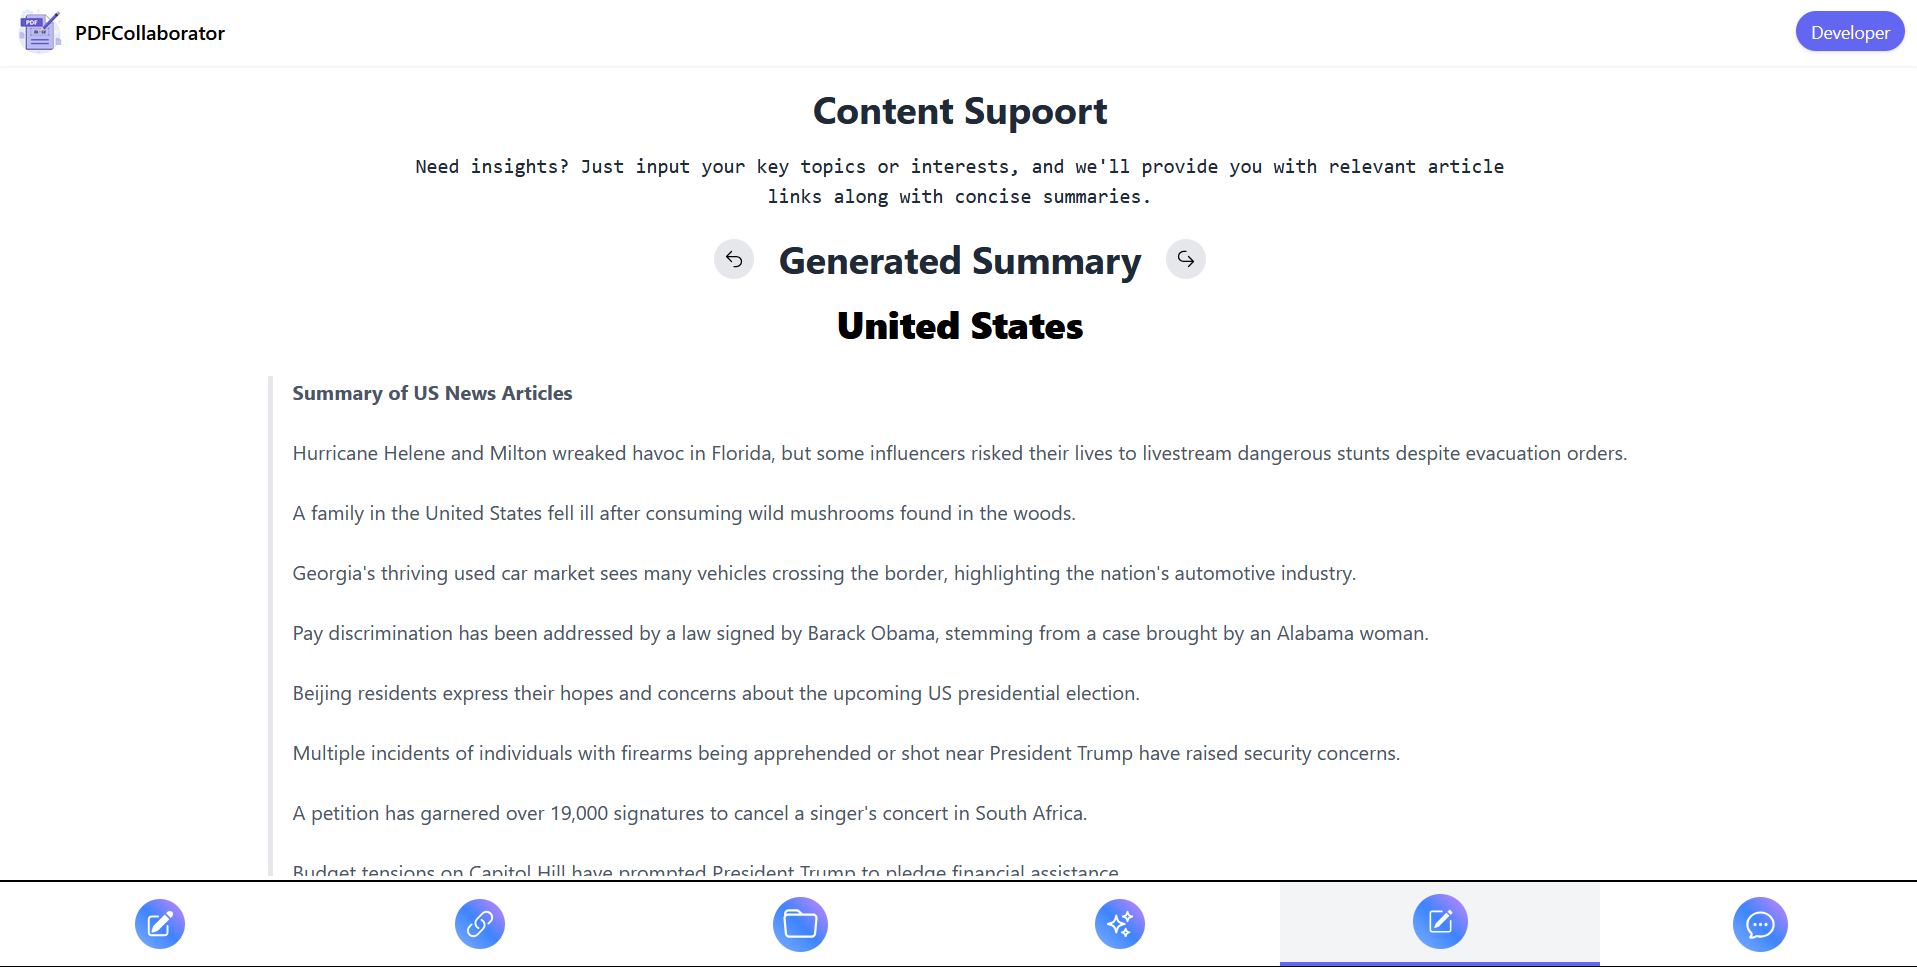 PDF
PDFCollaborator
Developer
Content Supoort
Need insights? Just input your key topics or interests, and we'll provide you with relevant article
links along with concise summaries.
Generated Summary
United States
Summary of US News Articles
Hurricane Helene and Milton wreaked havoc in Florida, but some influencers risked their lives to livestream dangerous stunts despite evacuation orders.
A family in the United States fell ill after consuming wild mushrooms found in the woods.
Georgia's thriving used car market sees many vehicles crossing the border, highlighting the nation's automotive industry.
Pay discrimination has been addressed by a law signed by Barack Obama, stemming from a case brought by an Alabama woman.
Beijing residents express their hopes and concerns about the upcoming US presidential election.
Multiple incidents of individuals with firearms being apprehended or shot near President Trump have raised security concerns.
A petition has garnered over 19,000 signatures to cancel a singer's concert in South Africa.
Budget tensions on Capitol Hill have prompted President Trump to pledge financial assistance